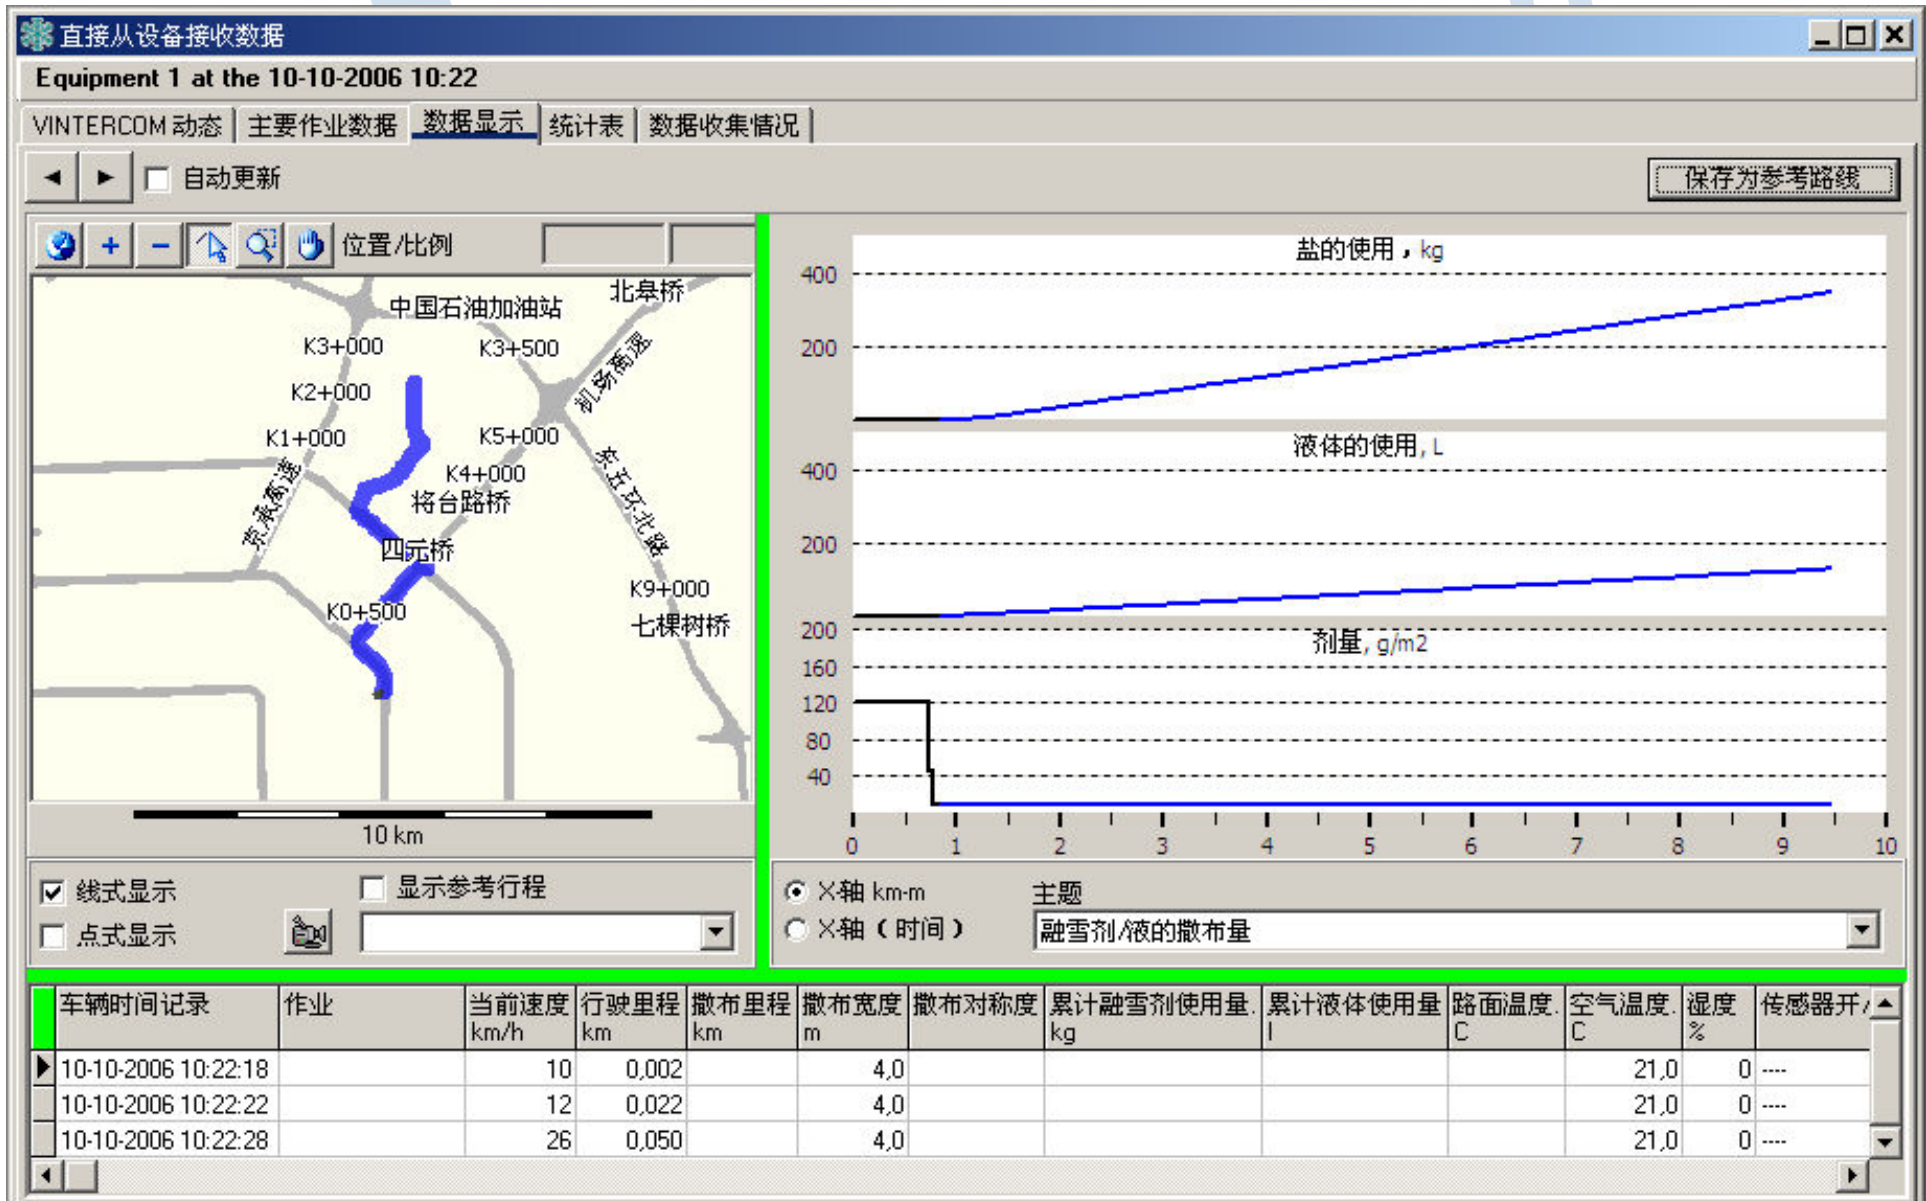 直接从设备接收数据
Equipment 1 at the 10-10-2006 10:22
VINTERCOM 动态 主要作业数据 数据显示 统计表 数据收集情况
自动更新 保存为参考路线
位置/比例
北皋桥
中国石油加油站
K3+000 K3+500
机场高速
K2+000
K1+000 K5+000
K4+000
京承高速
将台路桥
京五环北路
四元桥
K9+000
K0+500
七棵树桥
10 km
盐的使用，kg
400
200
液体的使用, L
400
200
剂量, g/m2
200
160
120
80
40
0 1 2 3 4 5 6 7 8 9 10
线式显示 显示参考行程
点式显示
X-轴 km-m 主题
X-轴（时间） 融雪剂/液的撒布量
车辆时间记录 作业 当前速度 行驶里程 撒布里程 撒布宽度 撒布对称度 累计融雪剂使用量. 累计液体使用量 路面温度. 空气温度. 湿度 传感器开/
km/h km km m kg l C C %
10-10-2006 10:22:18 10 0,002 4,0 21,0 0 ----
10-10-2006 10:22:22 12 0,022 4,0 21,0 0 ----
10-10-2006 10:22:28 26 0,050 4,0 21,0 0 ----